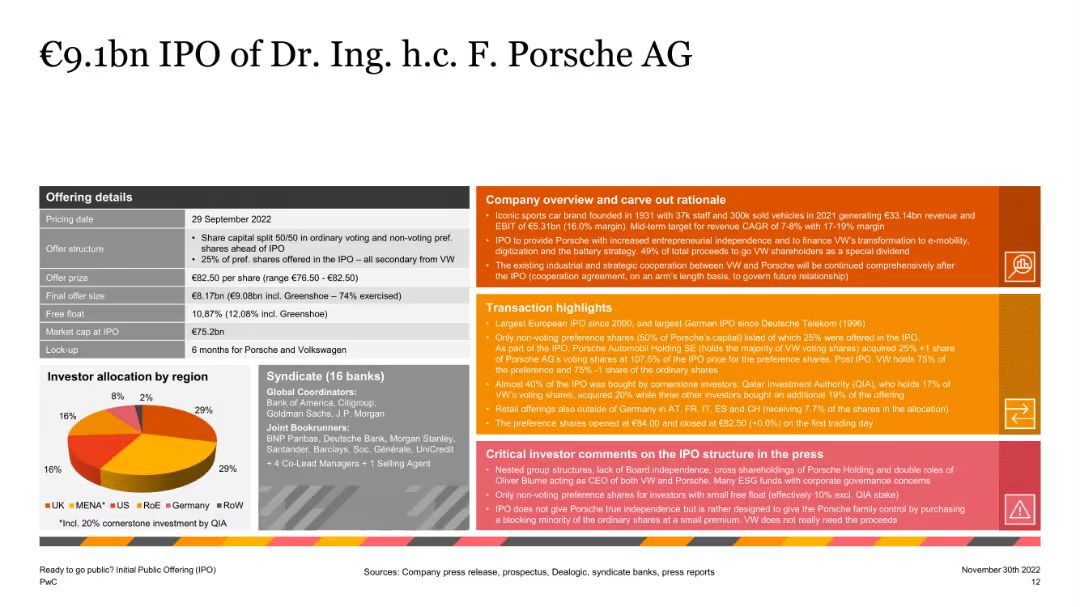 €9.1bn IPO of Dr. Ing. h.c. F. Porsche AG
Offering details
Pricing date
29 September 2022
Offer structure
• Share capital split 50/50 in ordinary voting and non-voting pref.
shares ahead of IPO
• 25% of pref. shares offered in the IPO – all secondary from VW
Offer prize
€82,50 per share (range €76.50 - €82.50)
Final offer size
€8.17bn (€9.08bn incl. Greenshoe – 74% exercised)
Free float
10,87% (12,08% incl. Greenshoe)
Market cap at IPO
€75.2bn
Lock-up
6 months for Porsche and Volkswagen
Investor allocation by region
8%
2%
29%
16%
16%
29%
UK MENA* US RoE Germany RoW
*Incl. 20% cornerstone investment by QIA
Syndicate (16 banks)
Global Coordinators:
Bank of America, Citigroup,
Goldman Sachs, J.P. Morgan
Joint Bookrunners:
BNP Paribas, Deutsche Bank, Morgan Stanley,
Santander, Barclays, Soc. Générale, UniCredit
+ 4 Co-Lead Managers + 1 Selling Agent
Company overview and carve out rationale
• Iconic sports car brand founded in 1931 with 37k staff and 300k sold vehicles in 2021 generating €33.14bn revenue and
EBIT of €5.31bn (16.0% margin). Mid-term target for revenue CAGR of 7-8% with 17-19% margin
• IPO to provide Porsche with increased entrepreneurial independence and to finance VW's transformation to e-mobility,
digitization and the battery strategy. 49% of total proceeds to go VW shareholders as a special dividend
• The existing industrial and strategic cooperation between VW and Porsche will be continued comprehensively after
the IPO (cooperation agreement, on an arm's length basis, to govern future relationship)
Transaction highlights
• Largest European IPO since 2000, and largest German IPO since Deutsche Telekom (1996)
• Only non-voting preference shares (50% of Porsche's capital) listed of which 25% were offered in the IPO.
As part of the IPO, Porsche Automobil Holding SE (holds the majority of VW voting shares) acquired 25% +1 share
of Porsche AG's voting shares at 107.5% of the IPO price for the preference shares. Post IPO, VW holds 75% of
the preference and 75% -1 share of the ordinary shares
• Almost 40% of the IPO was bought by cornerstone investors: Qatar Investment Authority (QIA), who holds 17% of
VW's voting shares, acquired 20% while three other investors bought an additional 19% of the offering
• Retail offerings also outside of Germany in AT, FR, IT, ES and CH (receiving 7.7% of the shares in the allocation)
• The preference shares opened at €84.00 and closed at €82.50 (+0.0%) on the first trading day
Critical investor comments on the IPO structure in the press
• Nested group structures, lack of Board independence, cross shareholdings of Porsche Holding and double roles of
Oliver Blume acting as CEO of both VW and Porsche. Many ESG funds with corporate governance concerns
• Only non-voting preference shares for investors with small free float (effectively 10% excl. QIA stake)
• IPO does not give Porsche true independence but is rather designed to give the Porsche family control by purchasing
a blocking minority of the ordinary shares at a small premium. VW does not really need the proceeds
Ready to go public? Initial Public Offering (IPO)
PwC
Sources: Company press release, prospectus, Dealogic, syndicate banks, press reports
November 30th 2022
12